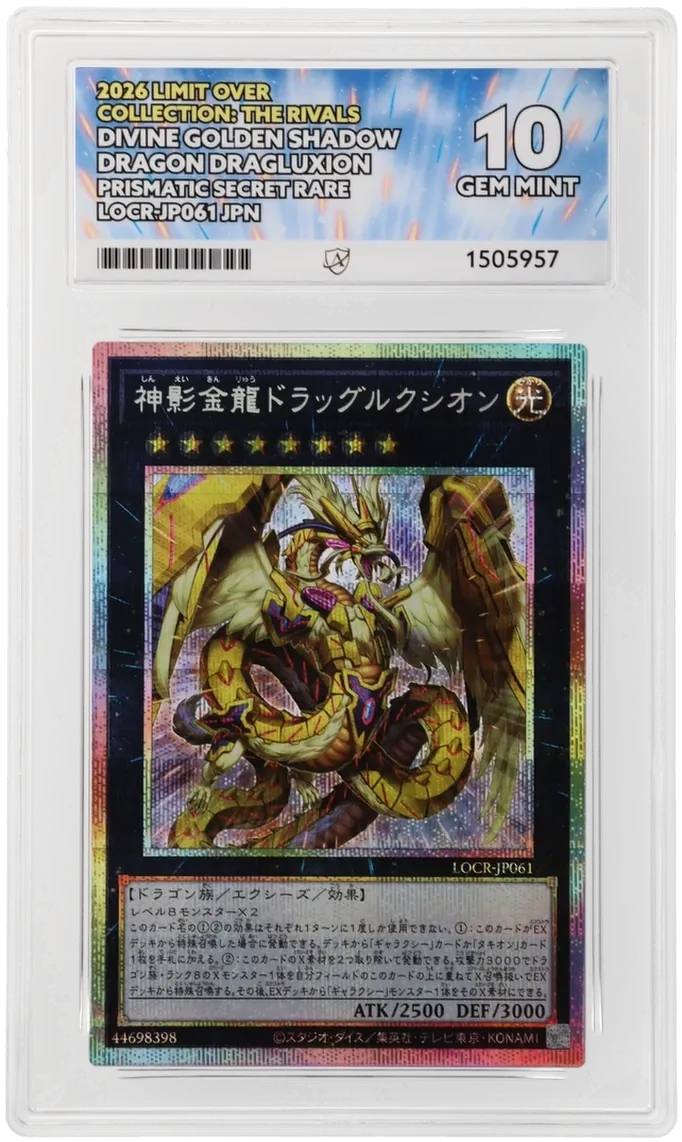 2026 LIMIT OVER
COLLECTION: THE RIVALS
DIVINE GOLDEN SHADOW
DRAGON DRAGLUXION
PRISMATIC SECRET RARE
LOCR-JP061 JPN
10
GEM MINT
1505957
しん えい きん りゅう
神影金龍ドラッグルクシオン
ひかり
光
LOCR-JP061
【ドラゴン族/エクシーズ/効果】
レベル8モンスター×2
このカード名の①②の効果はそれぞれ1ターンに1度しか使用できない。①:このカードがEX
デッキから特殊召喚した場合に発動できる。デッキから「ギャラクシー」カードか「タキオン」カード
1枚を手札に加える。②:このカードのX素材を2つ取り除いて発動できる。攻撃力3000でドラ
ゴン族・ランク8のXモンスター1体を自分フィールドのこのカードの上に重ねてX召喚扱いでEX
デッキから特殊召喚する。その後、EXデッキから「ギャラクシー」モンスター1体をそのX素材にできる。
ATK/2500 DEF/3000
44698398
©スタジオ・ダイス/集英社・テレビ東京・KONAMI